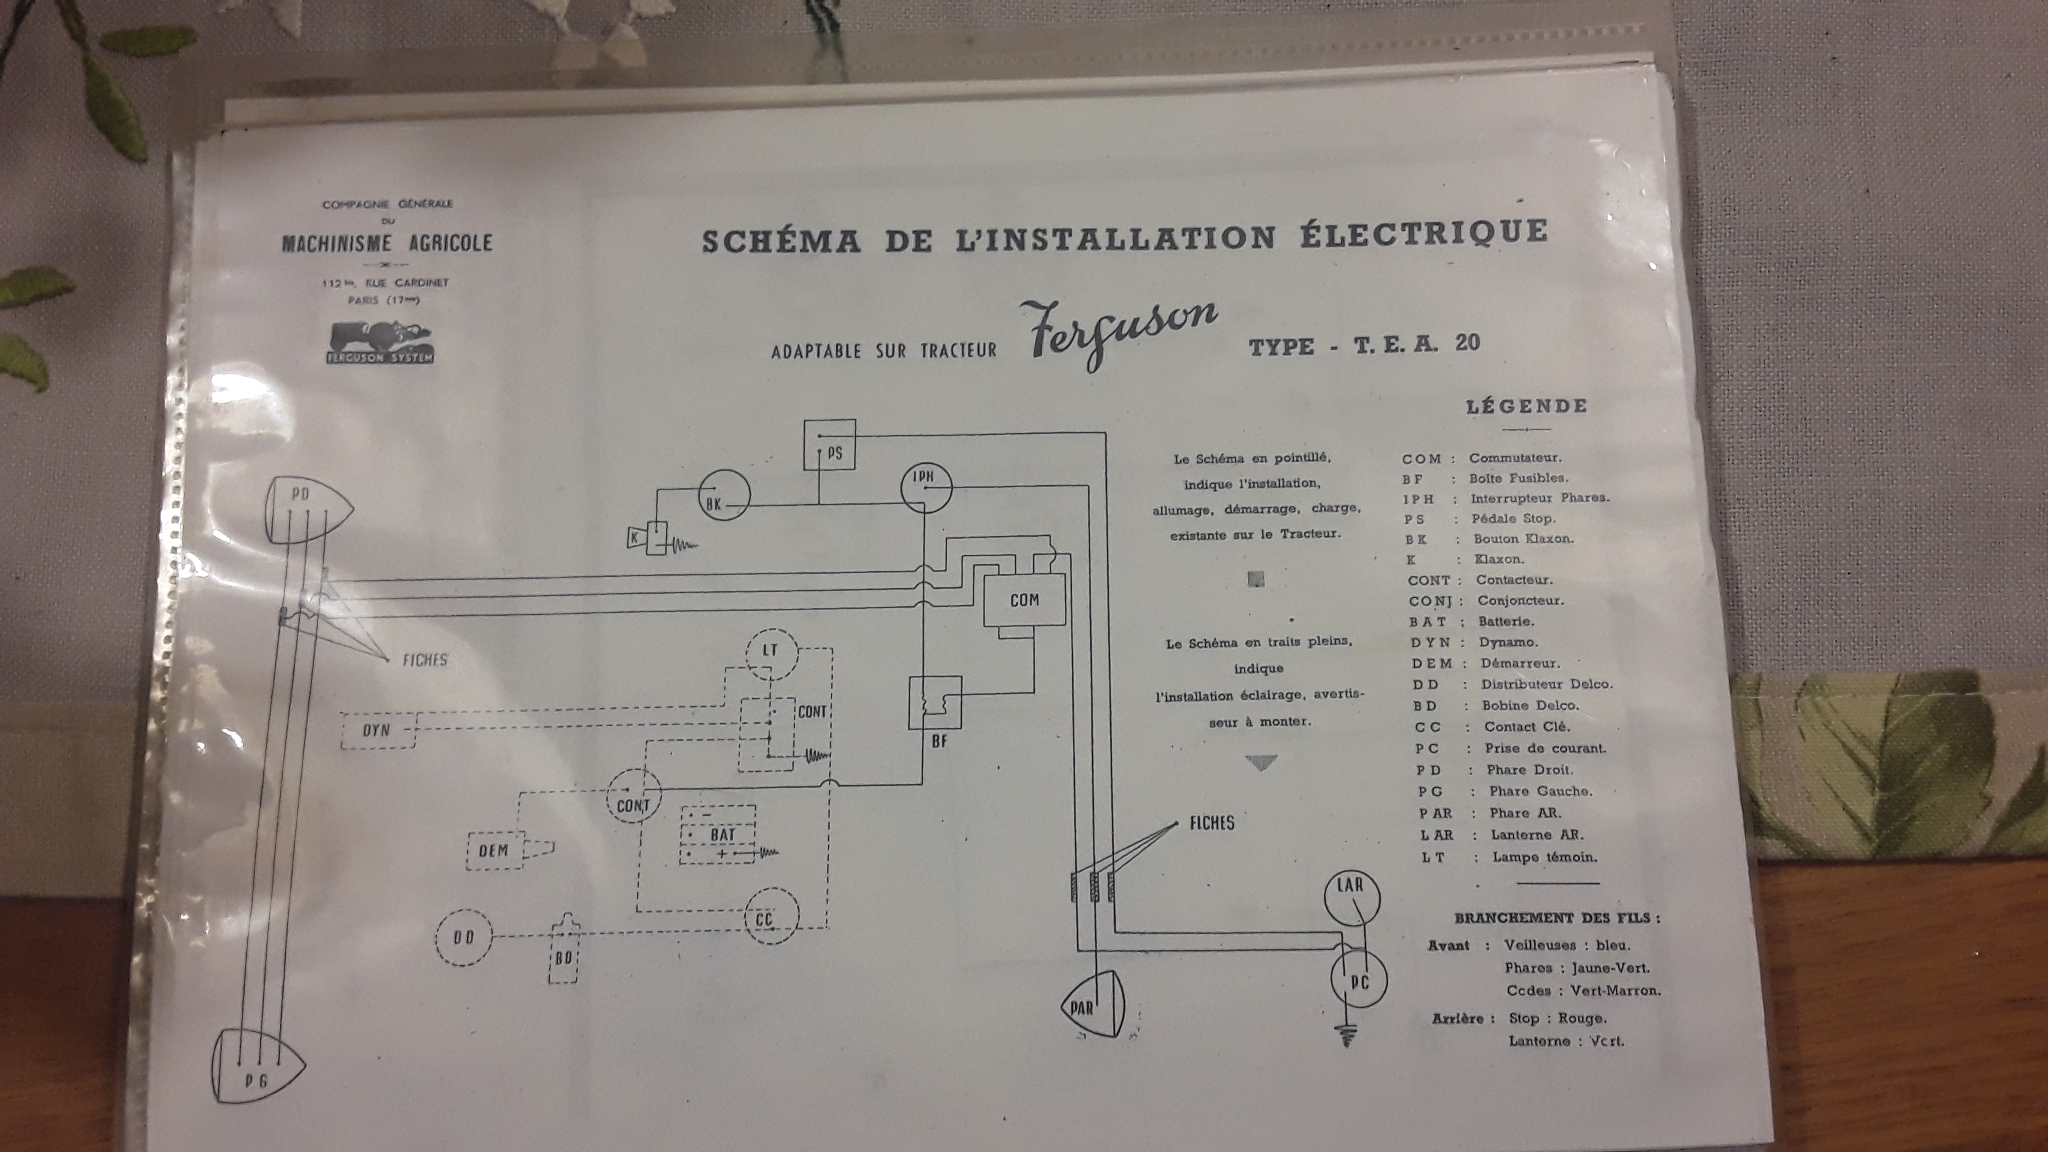 COMPAGNIE GÉNÉRALE
DU
MACHINISME AGRICOLE
112 bis, RUE CARDINET
PARIS (17me)
FERGUSON SYSTEM
SCHÉMA DE L'INSTALLATION ÉLECTRIQUE
ADAPTABLE SUR TRACTEUR Ferguson TYPE - T. E. A. 20
PD
PS
BK
IPH
K
COM
FICHES
LT
DYN
CONT
BF
CONT
DEM
BAT
- 
+
DD
BD
CC
PG
FICHES
LAR
PC
PAR
Le Schéma en pointillé,
indique l'installation,
allumage, démarrage, charge,
existante sur le Tracteur.
Le Schéma en traits pleins,
indique
l'installation éclairage, avertis-
seur à monter.
LÉGENDE
COM : Commutateur.
BF : Boîte Fusibles.
IPH : Interrupteur Phares.
PS : Pédale Stop.
BK : Bouton Klaxon.
K : Klaxon.
CONT : Contacteur.
CONJ : Conjoncteur.
BAT : Batterie.
DYN : Dynamo.
DEM : Démarreur.
DD : Distributeur Delco.
BD : Bobine Delco.
CC : Contact Clé.
PC : Prise de courant.
PD : Phare Droit.
PG : Phare Gauche.
PAR : Phare AR.
LAR : Lanterne AR.
LT : Lampe témoin.
BRANCHEMENT DES FILS :
Avant : Veilleuses : bleu.
Phares : Jaune-Vert.
Codes : Vert-Marron.
Arrière : Stop : Rouge.
Lanterne : Vert.